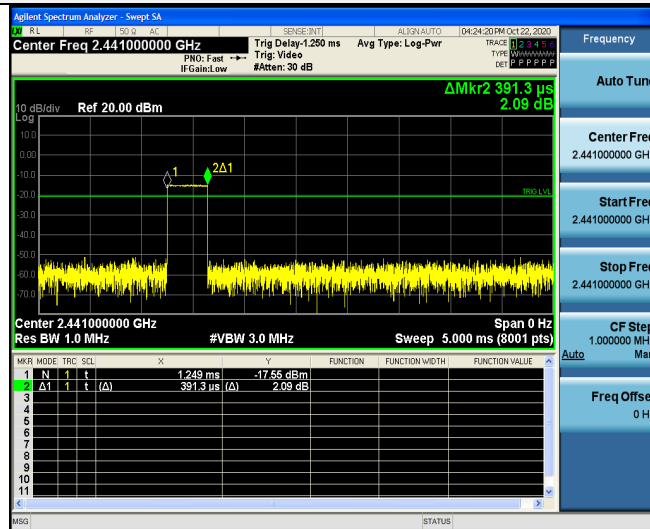 Agilent Spectrum Analyzer - Swept SA
LXI RL RF 50 Ω AC SENSE:INT ALIGN AUTO 04:24:20 PM Oct 22, 2020
Center Freq 2.441000000 GHz
Trig Delay-1.250 ms Avg Type: Log-Pwr
TRACE 1 2 3 4 5 6
PNO: Fast Trig: Video
TYPE WWWWWW
IFGain:Low #Atten: 30 dB
DET P P P P P P
ΔMkr2 391.3 µs
2.09 dB
10 dB/div Ref 20.00 dBm
Log
10.0
0.00
-10.0
-20.0
-30.0
-40.0
-50.0
-60.0
-70.0
1
2Δ1
TRIG LVL
Center 2.441000000 GHz Span 0 Hz
Res BW 1.0 MHz #VBW 3.0 MHz Sweep 5.000 ms (8001 pts)
MKR MODE TRC SCL X Y FUNCTION FUNCTION WIDTH FUNCTION VALUE
1 N 1 t 1.249 ms -17.55 dBm
2 Δ1 1 t (Δ) 391.3 µs (Δ) 2.09 dB
3
4
5
6
7
8
9
10
11
MSG STATUS
Frequency
Auto Tun
Center Fre
2.441000000 GH
Start Fre
2.441000000 GH
Stop Fre
2.441000000 GH
CF Step
1.000000 MH
Auto Ma
Freq Offse
0 H